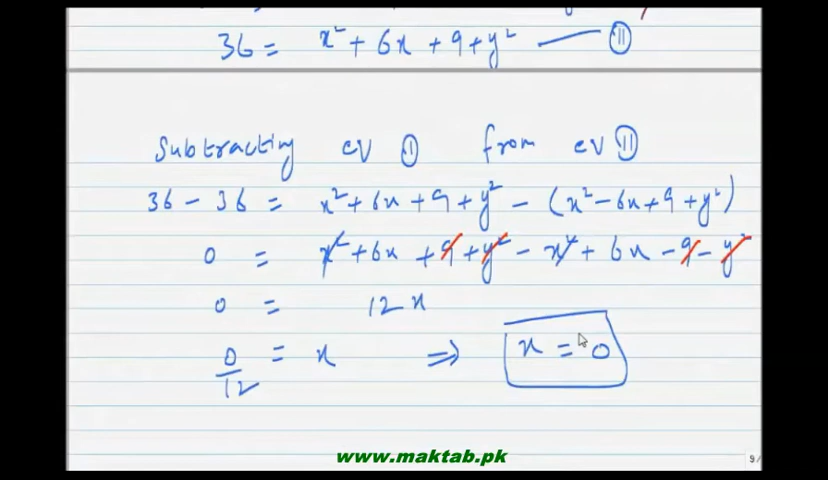 36 = x² + 6x + 9 + y² —— Ⅱ
Subtracting eq Ⅰ from eq Ⅱ
36 - 36 = x² + 6x + 9 + y² - (x² - 6x + 9 + y²)
0 = x² + 6x + 9 + y² - x² + 6x - 9 - y²
0 = 12x
0/12 = x ⇒ x = 0
www.maktab.pk
9/